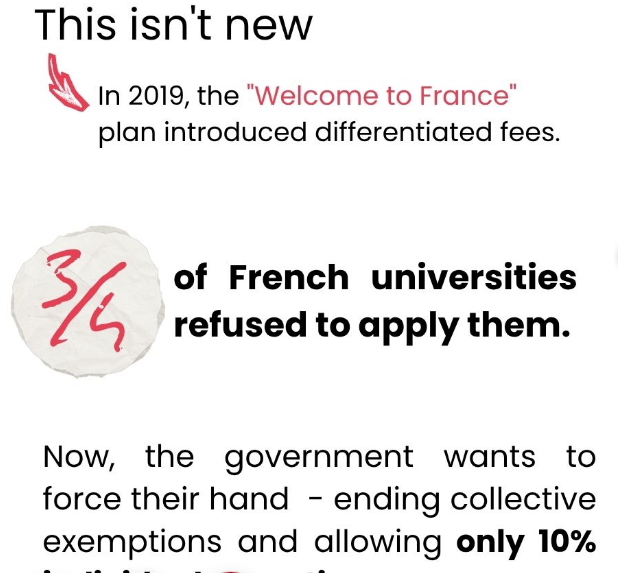 This isn't new
In 2019, the "Welcome to France"
plan introduced differentiated fees.
3/4
of French universities
refused to apply them.
Now, the government wants to
force their hand - ending collective
exemptions and allowing only 10%